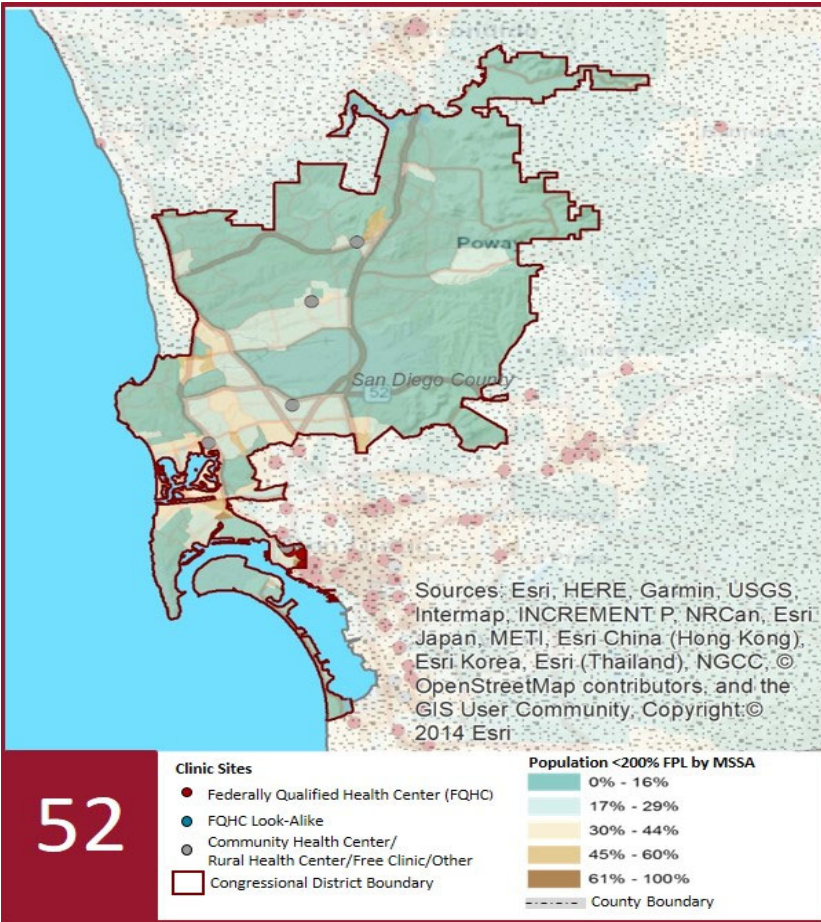 Poway
San Diego County
52
Sources: Esri, HERE, Garmin, USGS,
Intermap, INCREMENT P, NRCan, Esri
Japan, METI, Esri China (Hong Kong),
Esri Korea, Esri (Thailand), NGCC, ©
OpenStreetMap contributors, and the
GIS User Community, Copyright:©
2014 Esri
52
Clinic Sites
Federally Qualified Health Center (FQHC)
FQHC Look-Alike
Community Health Center/
Rural Health Center/Free Clinic/Other
Congressional District Boundary
Population <200% FPL by MSSA
0% - 16%
17% - 29%
30% - 44%
45% - 60%
61% - 100%
County Boundary